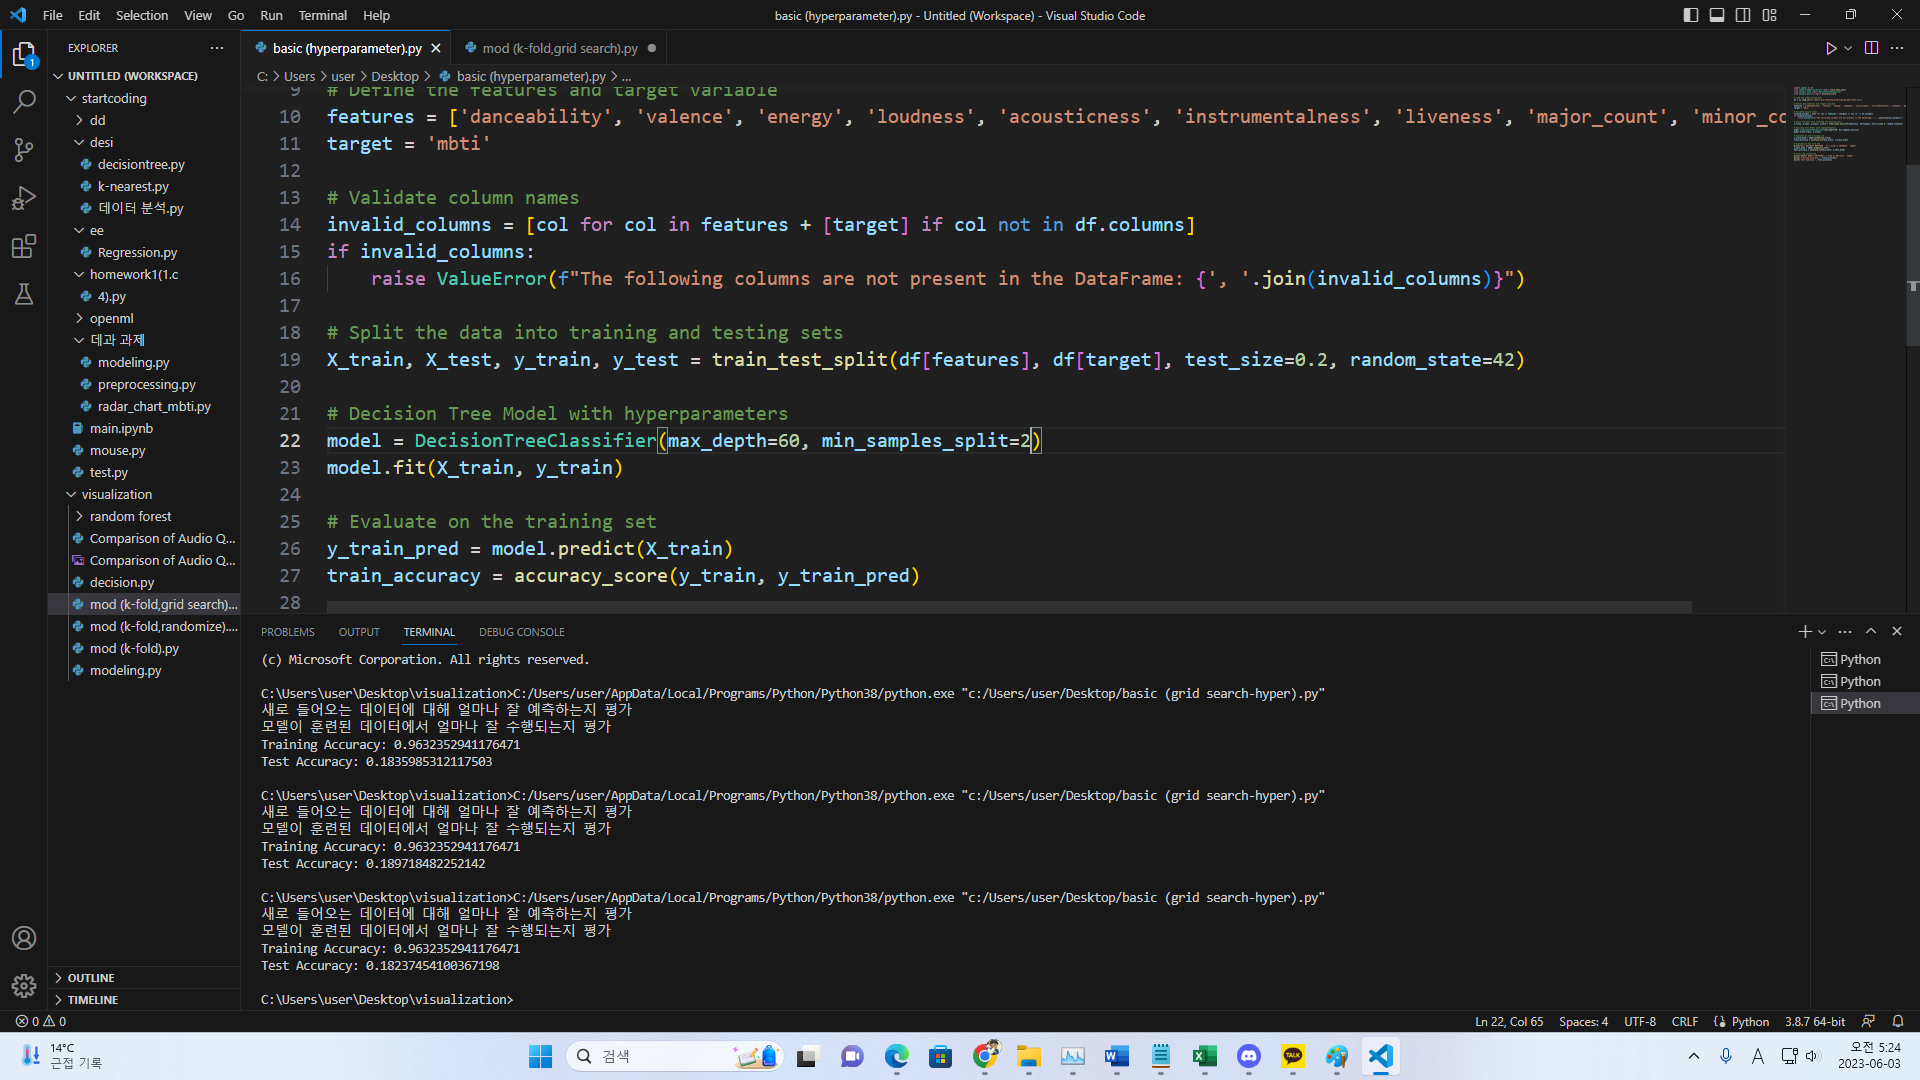 File Edit Selection View Go Run Terminal Help
basic (hyperparameter).py - Untitled (Workspace) - Visual Studio Code
EXPLORER
1
UNTITLED (WORKSPACE)
startcoding
dd
desi
decisiontree.py
k-nearest.py
데이터 분석.py
ee
Regression.py
homework1(1.c
4).py
openml
데과 과제
modeling.py
preprocessing.py
radar_chart_mbti.py
main.ipynb
mouse.py
test.py
visualization
random forest
Comparison of Audio Q...
Comparison of Audio Q...
decision.py
mod (k-fold,grid search)...
mod (k-fold,randomize)....
mod (k-fold).py
modeling.py
OUTLINE
TIMELINE
basic (hyperparameter).py
mod (k-fold,grid search).py
C: > Users > user > Desktop > basic (hyperparameter).py > ...
9 # Define the features and target variable
10 features = ['danceability', 'valence', 'energy', 'loudness', 'acousticness', 'instrumentalness', 'liveness', 'major_count', 'minor_co
11 target = 'mbti'
12
13 # Validate column names
14 invalid_columns = [col for col in features + [target] if col not in df.columns]
15 if invalid_columns:
16     raise ValueError(f"The following columns are not present in the DataFrame: {', '.join(invalid_columns)}")
17
18 # Split the data into training and testing sets
19 X_train, X_test, y_train, y_test = train_test_split(df[features], df[target], test_size=0.2, random_state=42)
20
21 # Decision Tree Model with hyperparameters
22 model = DecisionTreeClassifier(max_depth=60, min_samples_split=2)
23 model.fit(X_train, y_train)
24
25 # Evaluate on the training set
26 y_train_pred = model.predict(X_train)
27 train_accuracy = accuracy_score(y_train, y_train_pred)
28
PROBLEMS OUTPUT TERMINAL DEBUG CONSOLE
(c) Microsoft Corporation. All rights reserved.
C:\Users\user\Desktop\visualization>C:/Users/user/AppData/Local/Programs/Python/Python38/python.exe "c:/Users/user/Desktop/basic (grid search-hyper).py"
새로 들어오는 데이터에 대해 얼마나 잘 예측하는지 평가
모델이 훈련된 데이터에서 얼마나 잘 수행되는지 평가
Training Accuracy: 0.9632352941176471
Test Accuracy: 0.1835985312117503
C:\Users\user\Desktop\visualization>C:/Users/user/AppData/Local/Programs/Python/Python38/python.exe "c:/Users/user/Desktop/basic (grid search-hyper).py"
새로 들어오는 데이터에 대해 얼마나 잘 예측하는지 평가
모델이 훈련된 데이터에서 얼마나 잘 수행되는지 평가
Training Accuracy: 0.9632352941176471
Test Accuracy: 0.189718482252142
C:\Users\user\Desktop\visualization>C:/Users/user/AppData/Local/Programs/Python/Python38/python.exe "c:/Users/user/Desktop/basic (grid search-hyper).py"
새로 들어오는 데이터에 대해 얼마나 잘 예측하는지 평가
모델이 훈련된 데이터에서 얼마나 잘 수행되는지 평가
Training Accuracy: 0.9632352941176471
Test Accuracy: 0.18237454100367198
C:\Users\user\Desktop\visualization>
Python
Python
Python
0 0
Ln 22, Col 65 Spaces: 4 UTF-8 CRLF Python 3.8.7 64-bit
14°C
근접 기록
검색
TALK
A
오전 5:24
2023-06-03